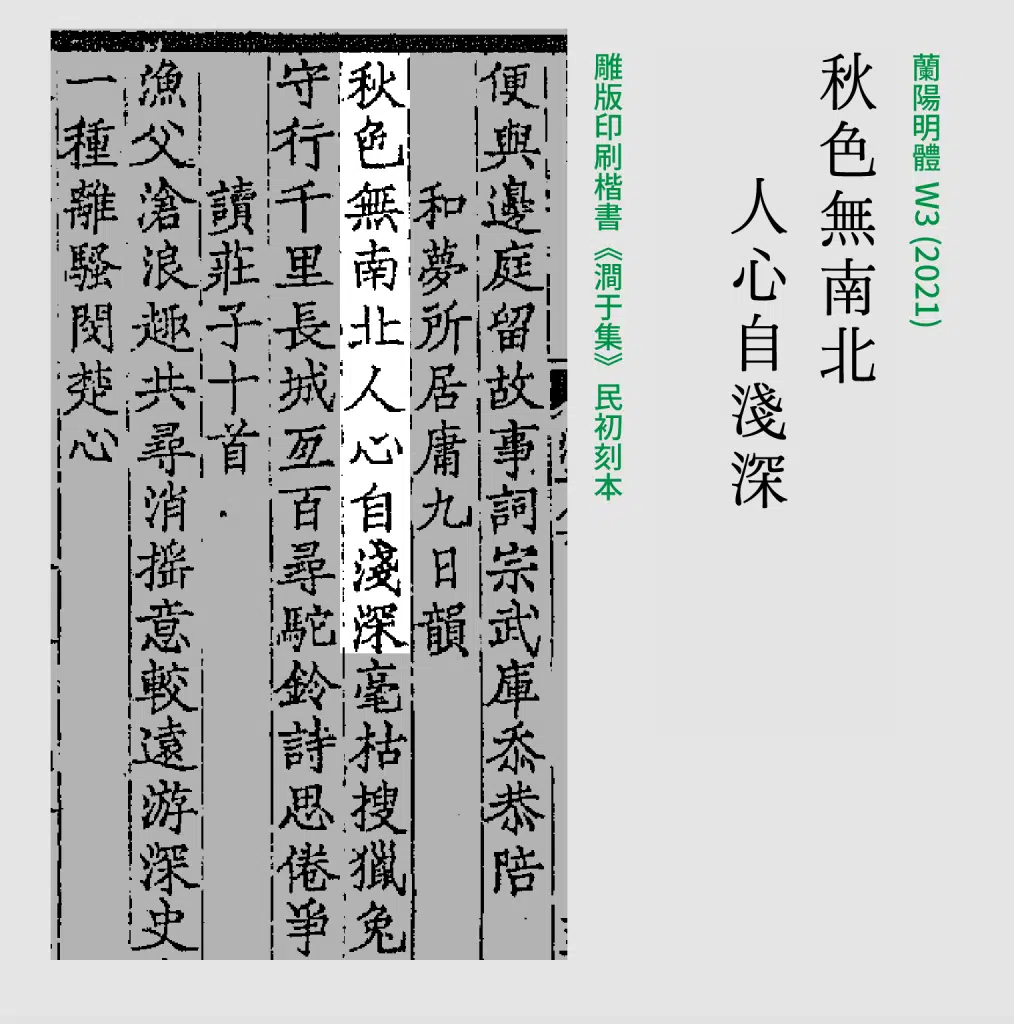 蘭陽明體 W3 (2021)
秋色無南北
人心自淺深
雕版印刷楷書《澗于集》民初刻本
便與邊庭留故事詞宗武庫忝恭陪
和夢所居庸九日韻
秋色無南北人心自淺深毫枯搜獵兔
守行千里長城亙百尋駝鈴詩思倦爭
讀莊子十首
漁父滄浪趣共尋消搖意較遠游深史
一種離騷閔楚心